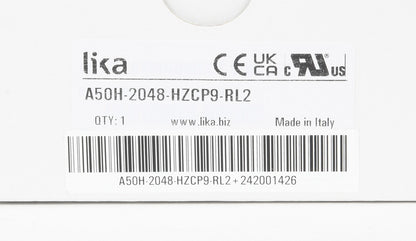 lika CE UK CA c RU US
A50H-2048-HZCP9-RL2
QTY: 1 www.lika.biz Made in Italy
A50H-2048-HZCP9-RL2+242001426